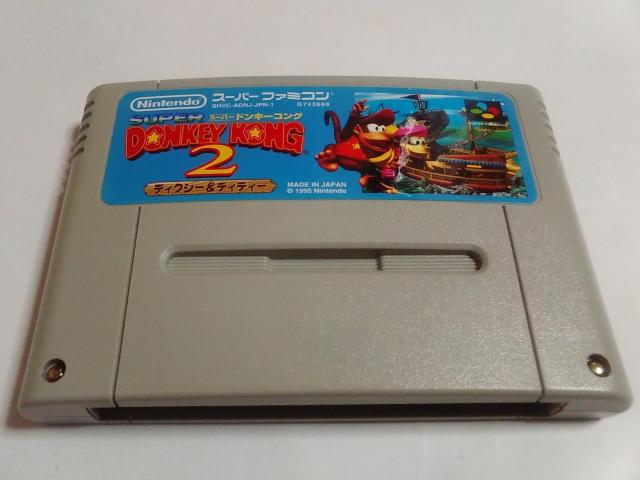 Nintendo スーパーファミコン
SHVC-ADNJ-JPN-1 G743669
SUPER スーパードンキーコング
DONKEY KONG
2
ディクシー&ディディー
MADE IN JAPAN
© 1995 Nintendo